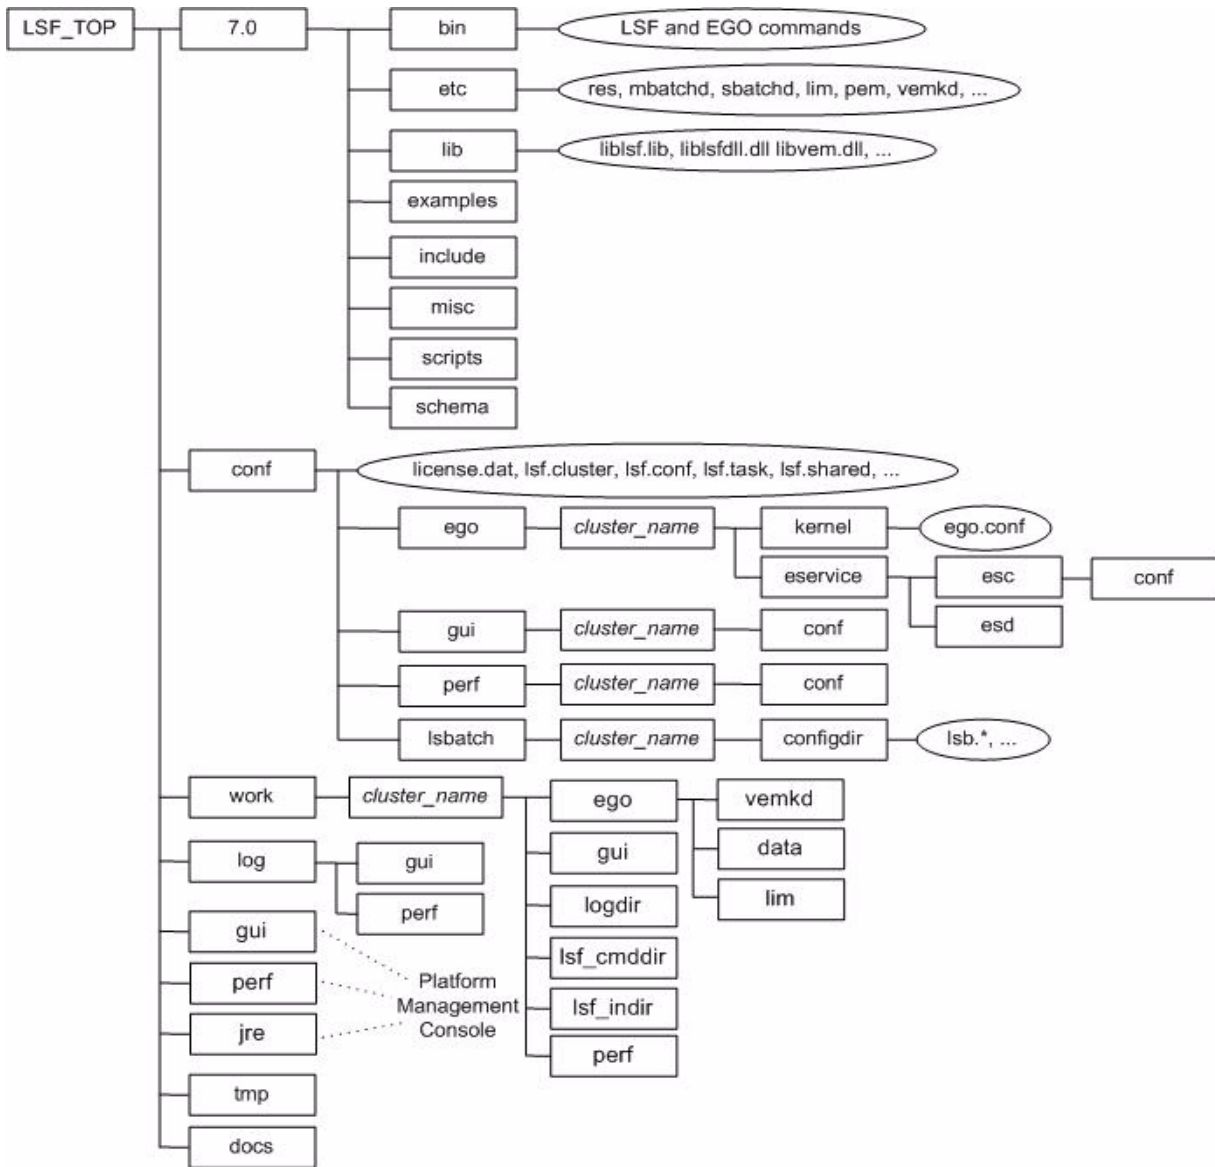 LSF_TOP
7.0
bin
LSF and EGO commands
etc
res, mbatchd, sbatchd, lim, pem, vemkd, ...
lib
liblsf.lib, liblsfdll.dll libvem.dll, ...
examples
include
misc
scripts
schema
conf
license.dat, lsf.cluster, lsf.conf, lsf.task, lsf.shared, ...
ego
cluster_name
kernel
ego.conf
eservice
esc
conf
esd
gui
cluster_name
conf
perf
cluster_name
conf
lsbatch
cluster_name
configdir
lsb.*, ...
work
cluster_name
ego
vemkd
data
lim
gui
logdir
lsf_cmddir
lsf_indir
perf
log
gui
perf
gui
perf
jre
Platform
Management
Console
tmp
docs